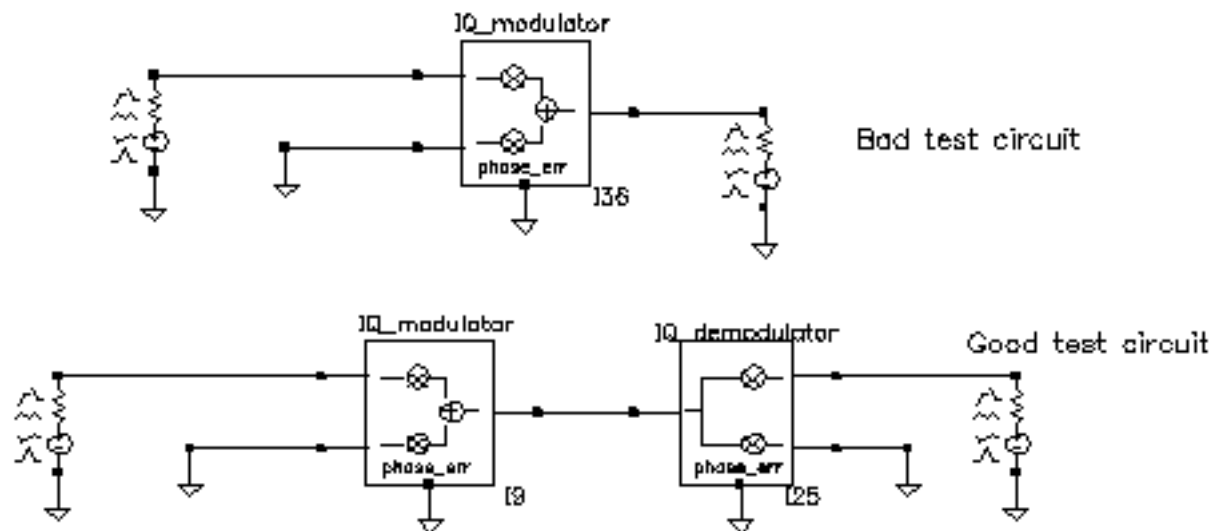 IQ_modulator
phase_err
I36
Bad test circuit
IQ_modulator
phase_err
I9
IQ_demodulator
phase_err
I25
Good test circuit